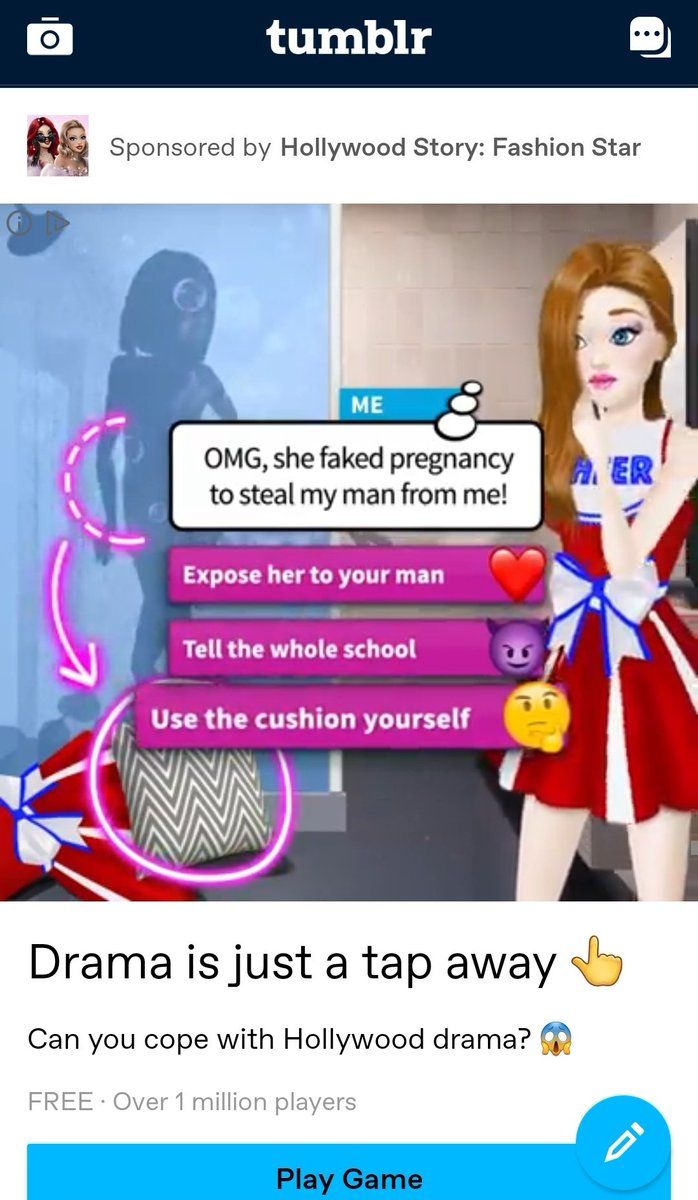 tumblr
Sponsored by Hollywood Story: Fashion Star
ME
OMG, she faked pregnancy
to steal my man from me!
Expose her to your man
Tell the whole school
Use the cushion yourself
Drama is just a tap away 👆
Can you cope with Hollywood drama? 😱
FREE · Over 1 million players
Play Game